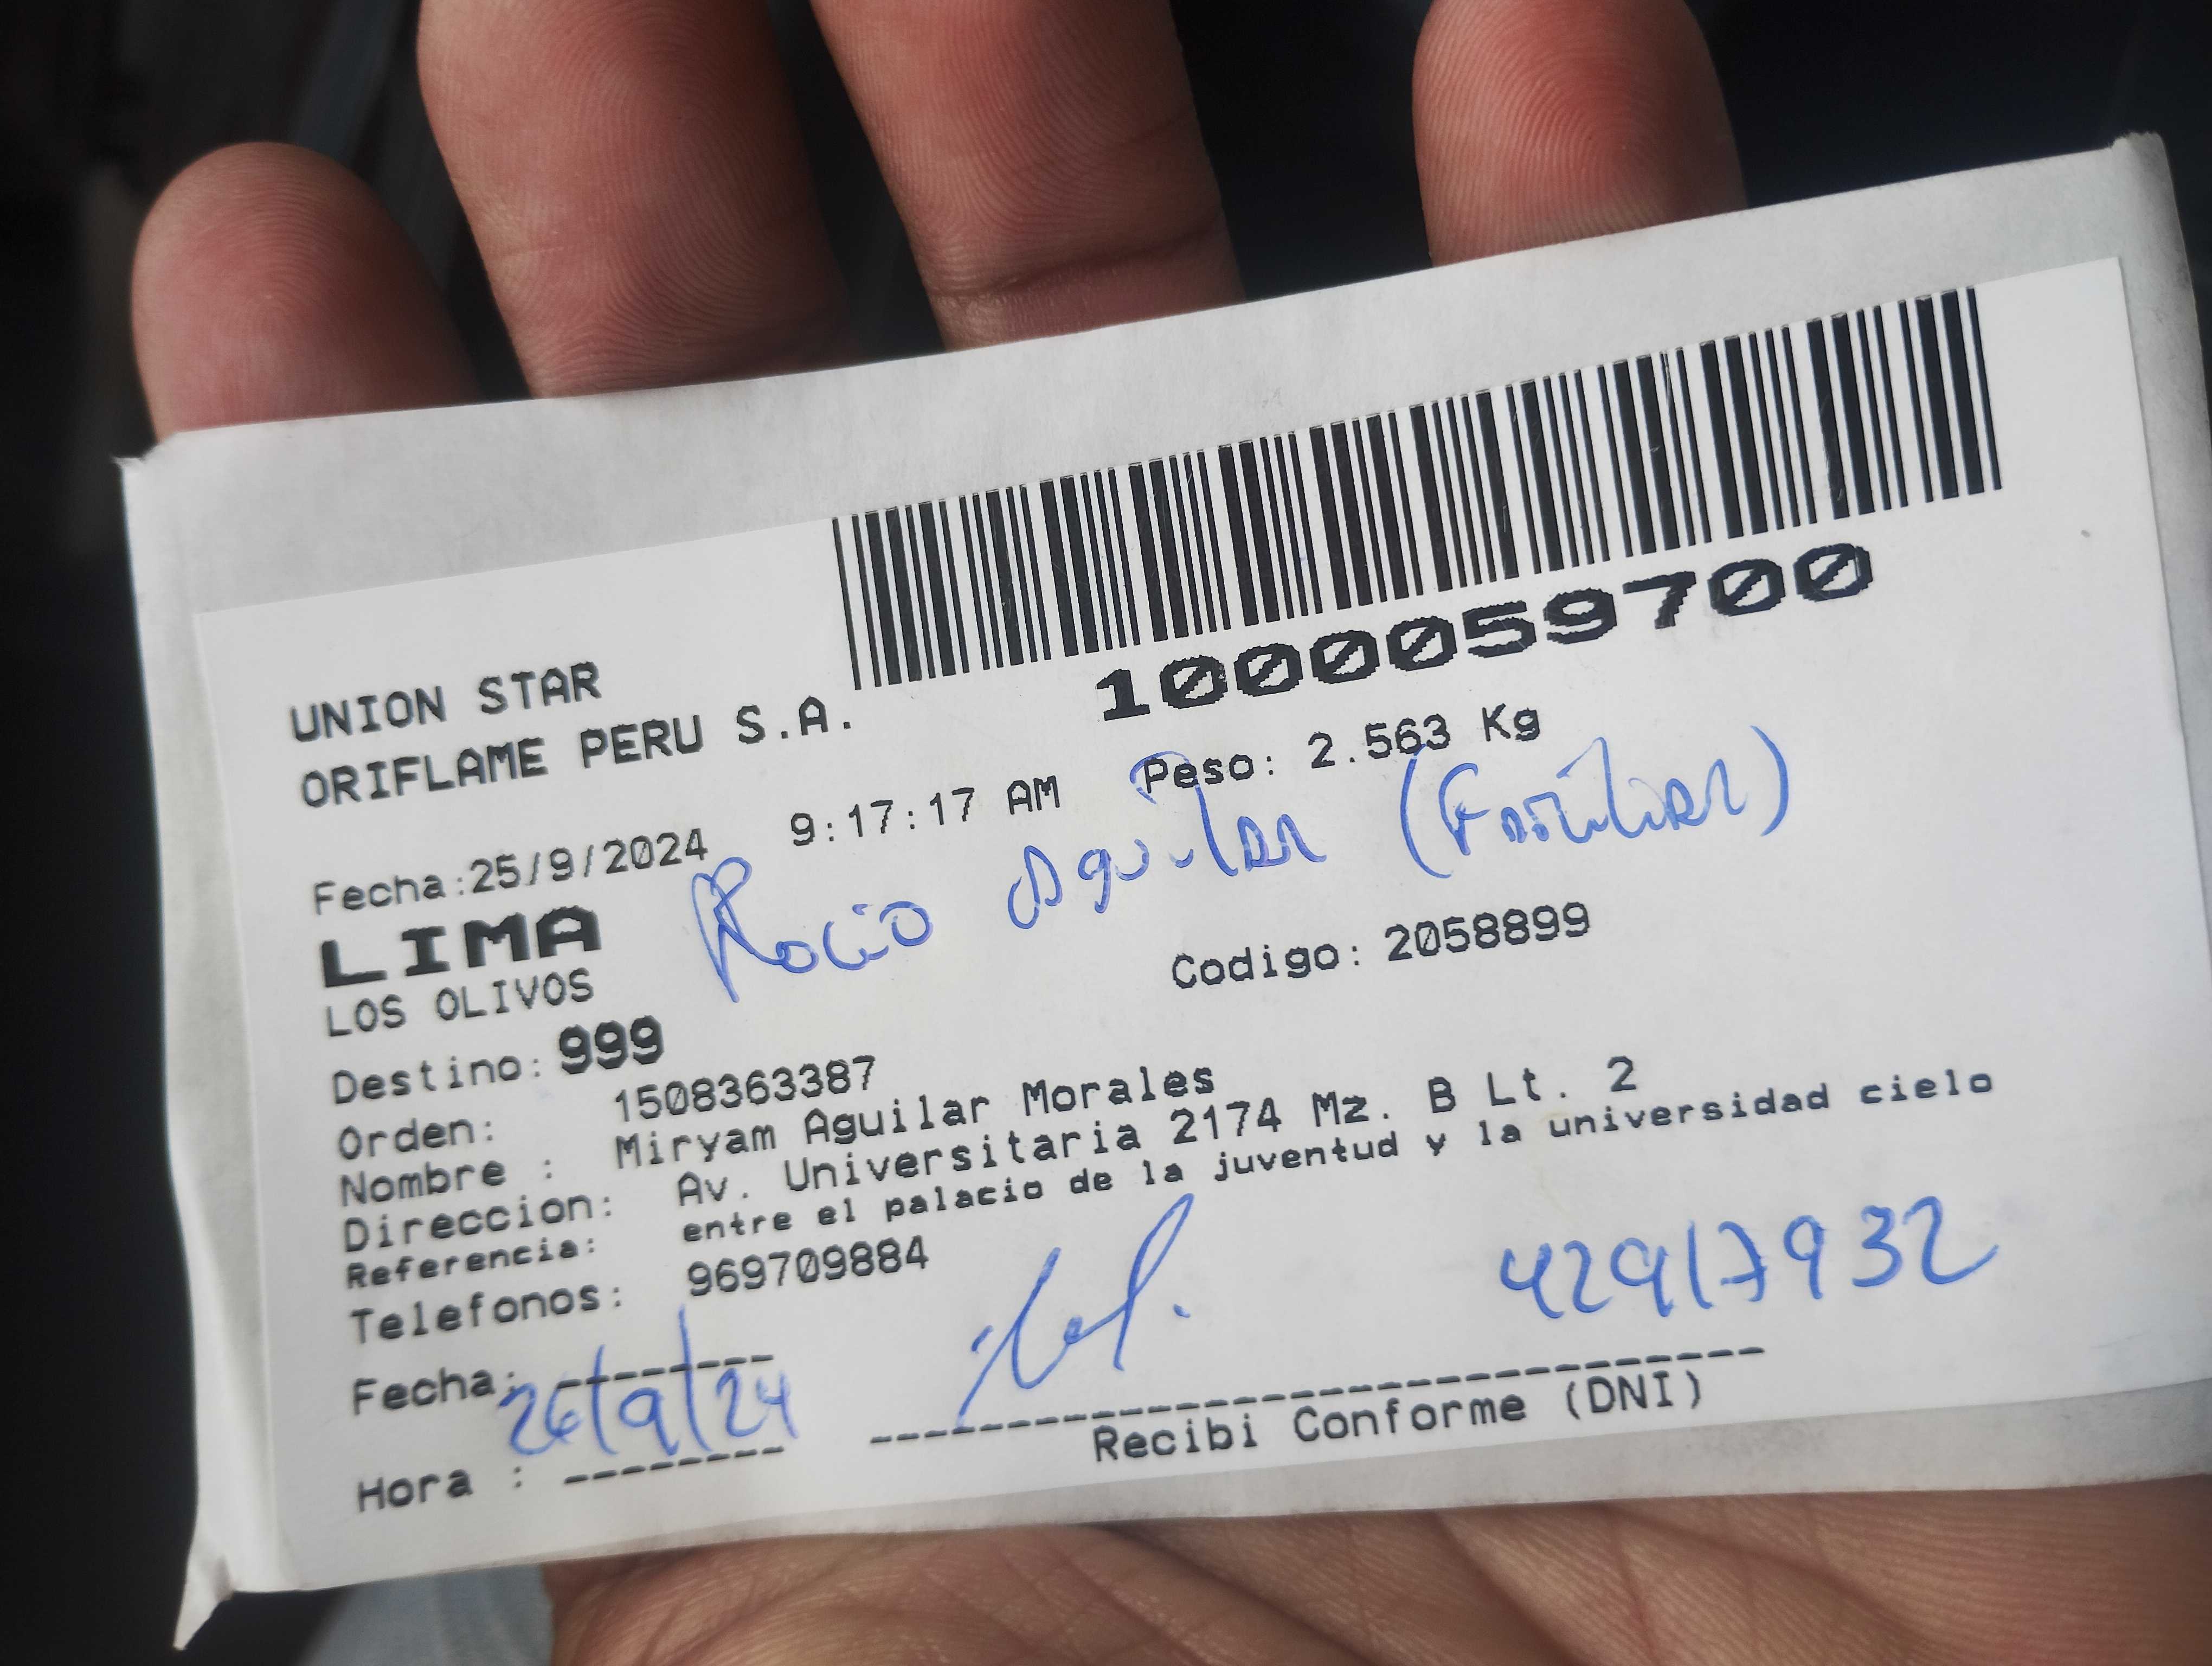 1000059700
UNION STAR
ORIFLAME PERU S.A.
Fecha:25/9/2024 9:17:17 AM Peso: 2.563 Kg
Rocio Aguilar (Familiar)
LIMA
LOS OLIVOS
Codigo: 2058899
Destino: 999
Orden: 1508363387
Nombre : Miryam Aguilar Morales
Direccion: Av. Universitaria 2174 Mz. B Lt. 2
Referencia: entre el palacio de la juventud y la universidad cielo
Telefonos: 969709884
42917932
Fecha: 26/9/24
Hora :
Recibi Conforme (DNI)